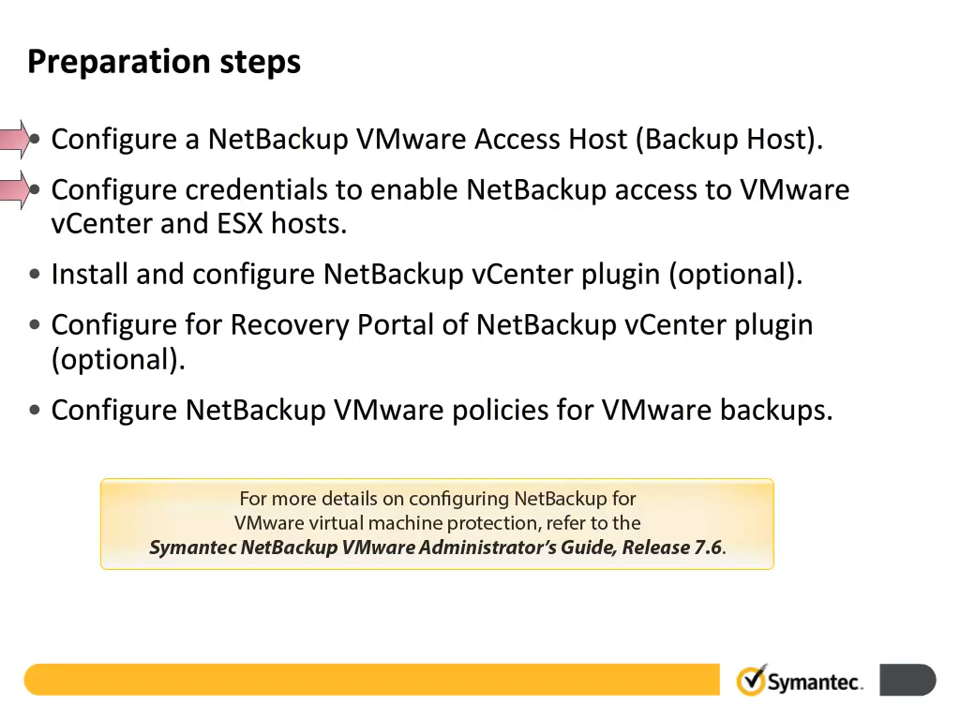 Preparation steps
• Configure a NetBackup VMware Access Host (Backup Host).
• Configure credentials to enable NetBackup access to VMware
vCenter and ESX hosts.
• Install and configure NetBackup vCenter plugin (optional).
• Configure for Recovery Portal of NetBackup vCenter plugin
(optional).
• Configure NetBackup VMware policies for VMware backups.
For more details on configuring NetBackup for
VMware virtual machine protection, refer to the
Symantec NetBackup VMware Administrator's Guide, Release 7.6.
Symantec.